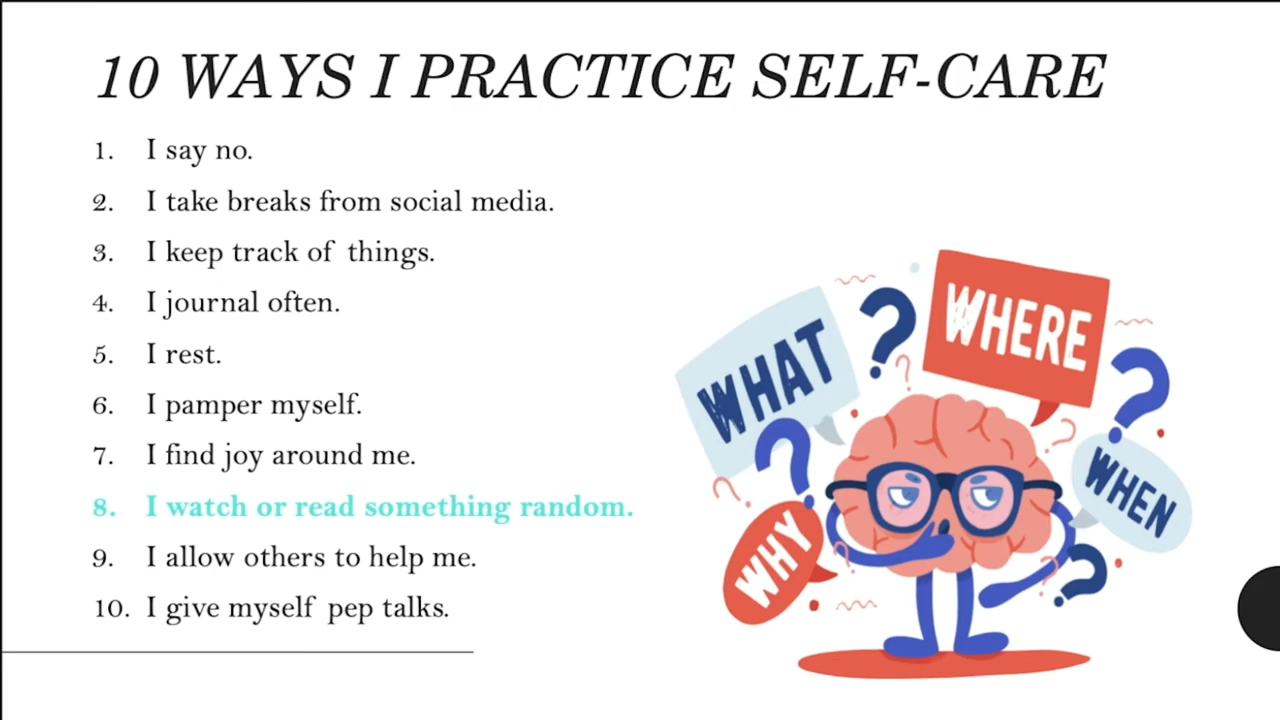 10 WAYS I PRACTICE SELF-CARE
1. I say no.
2. I take breaks from social media.
3. I keep track of things.
4. I journal often.
5. I rest.
6. I pamper myself.
7. I find joy around me.
8. I watch or read something random.
9. I allow others to help me.
10. I give myself pep talks.
WHAT
?
WHERE
?
?
?
WHEN
?
WHY
?
?
?
?